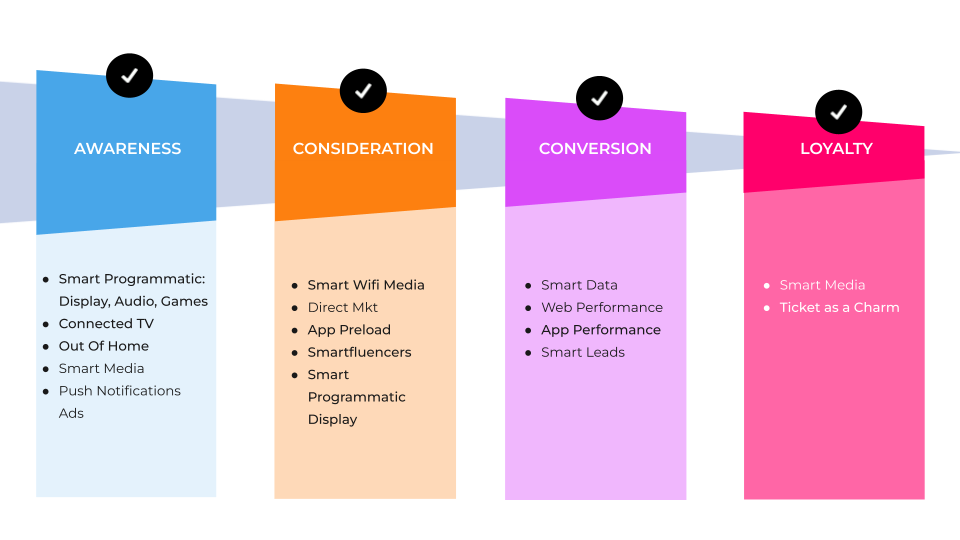 AWARENESS
● Smart Programmatic:
Display, Audio, Games
● Connected TV
● Out Of Home
● Smart Media
● Push Notifications
Ads
CONSIDERATION
● Smart Wifi Media
● Direct Mkt
● App Preload
● Smartfluencers
● Smart
Programmatic
Display
CONVERSION
● Smart Data
● Web Performance
● App Performance
● Smart Leads
LOYALTY
● Smart Media
● Ticket as a Charm